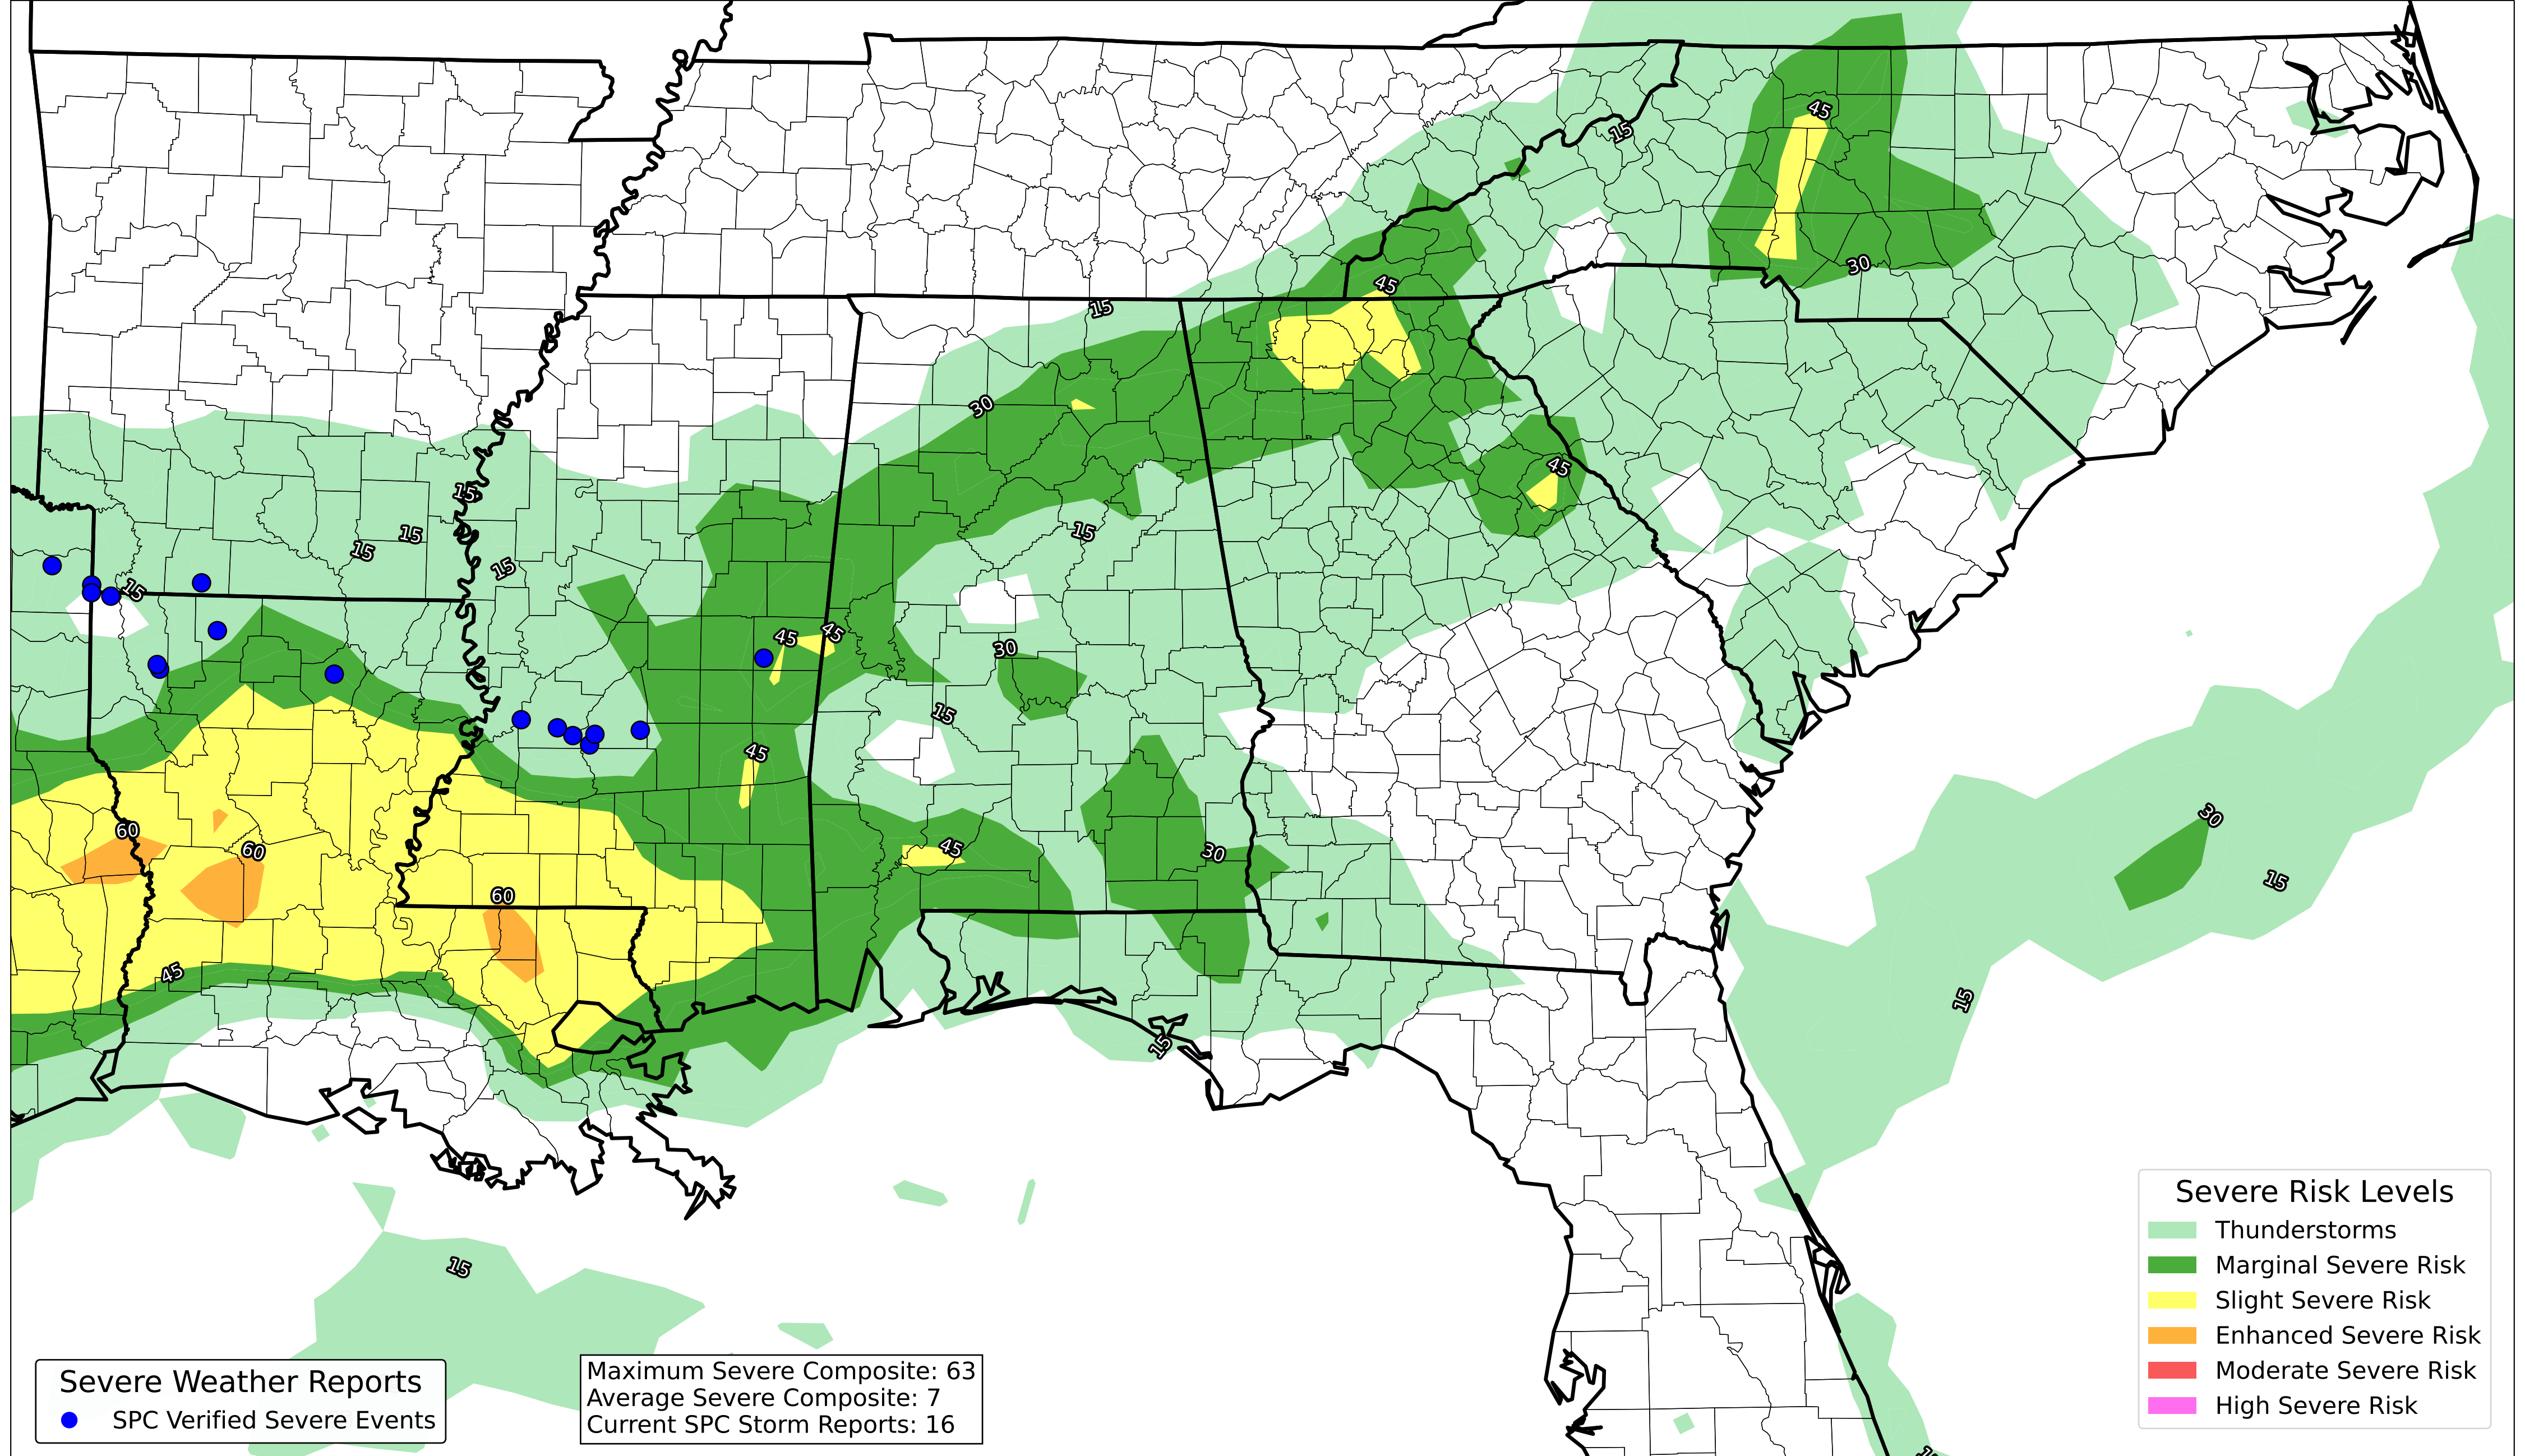 45
15
30
45
15
30
45
15
15
15
15
15
15
45
45
30
15
45
30
60
60
45
30
15
60
45
15
15
15
Severe Risk Levels
Thunderstorms
Marginal Severe Risk
Slight Severe Risk
Enhanced Severe Risk
Moderate Severe Risk
High Severe Risk
Severe Weather Reports
SPC Verified Severe Events
Maximum Severe Composite: 63
Average Severe Composite: 7
Current SPC Storm Reports: 16